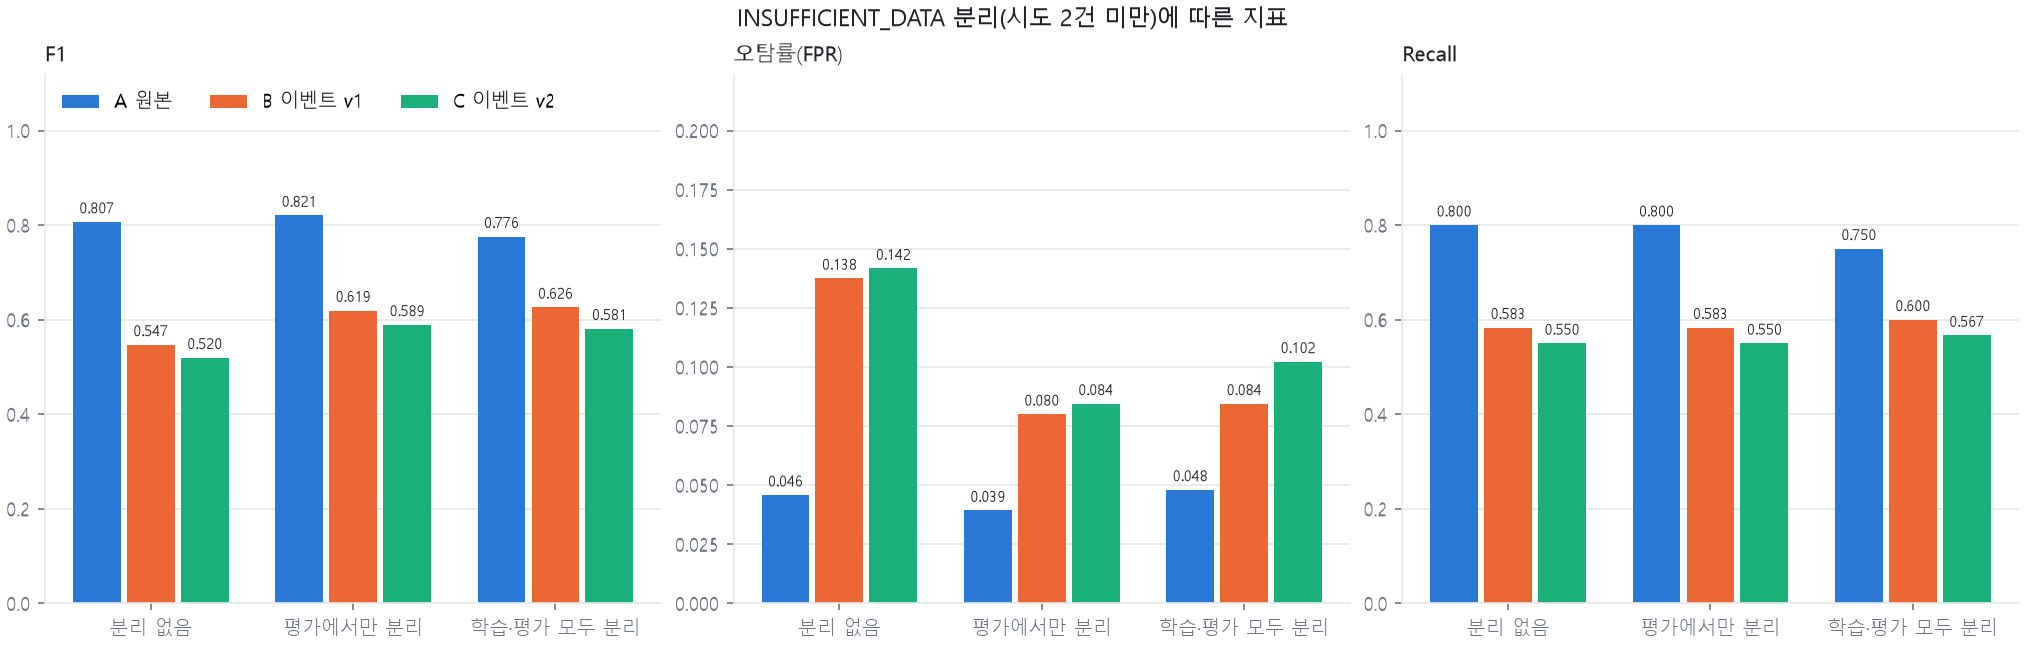 INSUFFICIENT_DATA 분리(시도 2건 미만)에 따른 지표
F1
A 원본 B 이벤트 v1 C 이벤트 v2
1.0
0.8
0.6
0.4
0.2
0.0
0.807 0.547 0.520
0.821 0.619 0.589
0.776 0.626 0.581
분리 없음 평가에서만 분리 학습·평가 모두 분리
오탐률(FPR)
0.200
0.175
0.150
0.125
0.100
0.075
0.050
0.025
0.000
0.046 0.138 0.142
0.039 0.080 0.084
0.048 0.084 0.102
분리 없음 평가에서만 분리 학습·평가 모두 분리
Recall
1.0
0.8
0.6
0.4
0.2
0.0
0.800 0.583 0.550
0.800 0.583 0.550
0.750 0.600 0.567
분리 없음 평가에서만 분리 학습·평가 모두 분리